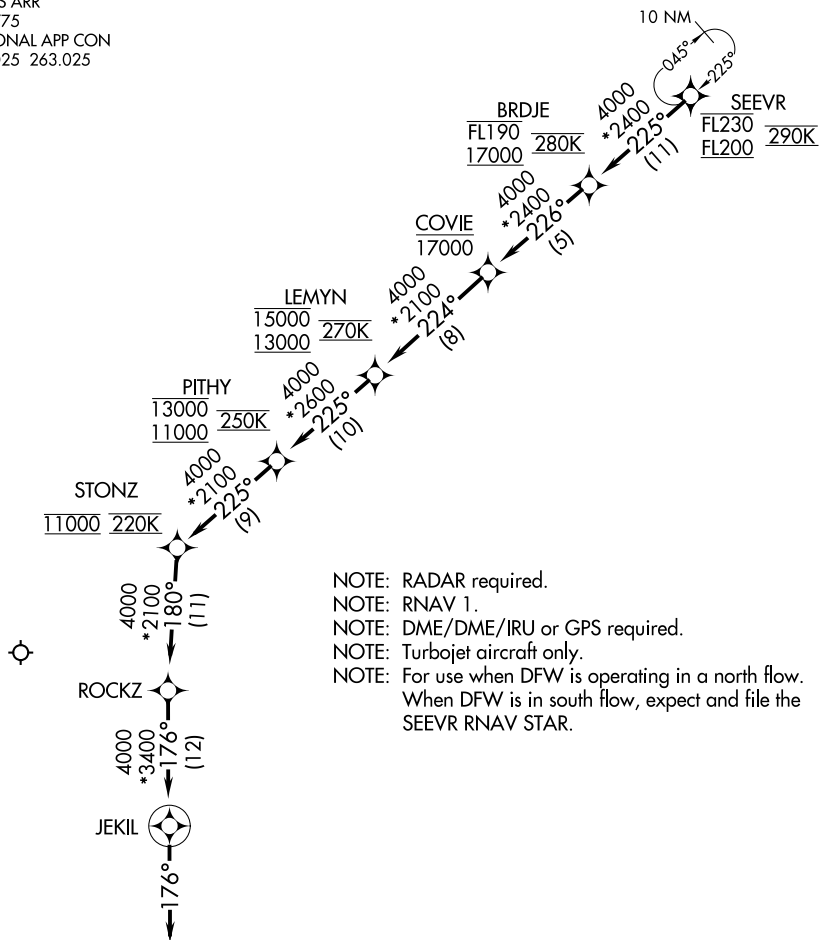 ARR
775
ONAL APP CON
025 263.025
10 NM
045°
225°
SEEVR
FL230
FL200
290K
4000
*2400
225°
(11)
BRDJE
FL190
17000
280K
4000
*2400
226°
(5)
COVIE
17000
4000
*2100
224°
(8)
LEMYN
15000
13000
270K
4000
*2600
225°
(10)
PITHY
13000
11000
250K
4000
*2100
225°
(9)
STONZ
11000 220K
4000
*2100
180°
(11)
ROCKZ
4000
*3400
176°
(12)
JEKIL
176°
NOTE: RADAR required.
NOTE: RNAV 1.
NOTE: DME/DME/IRU or GPS required.
NOTE: Turbojet aircraft only.
NOTE: For use when DFW is operating in a north flow.
When DFW is in south flow, expect and file the
SEEVR RNAV STAR.